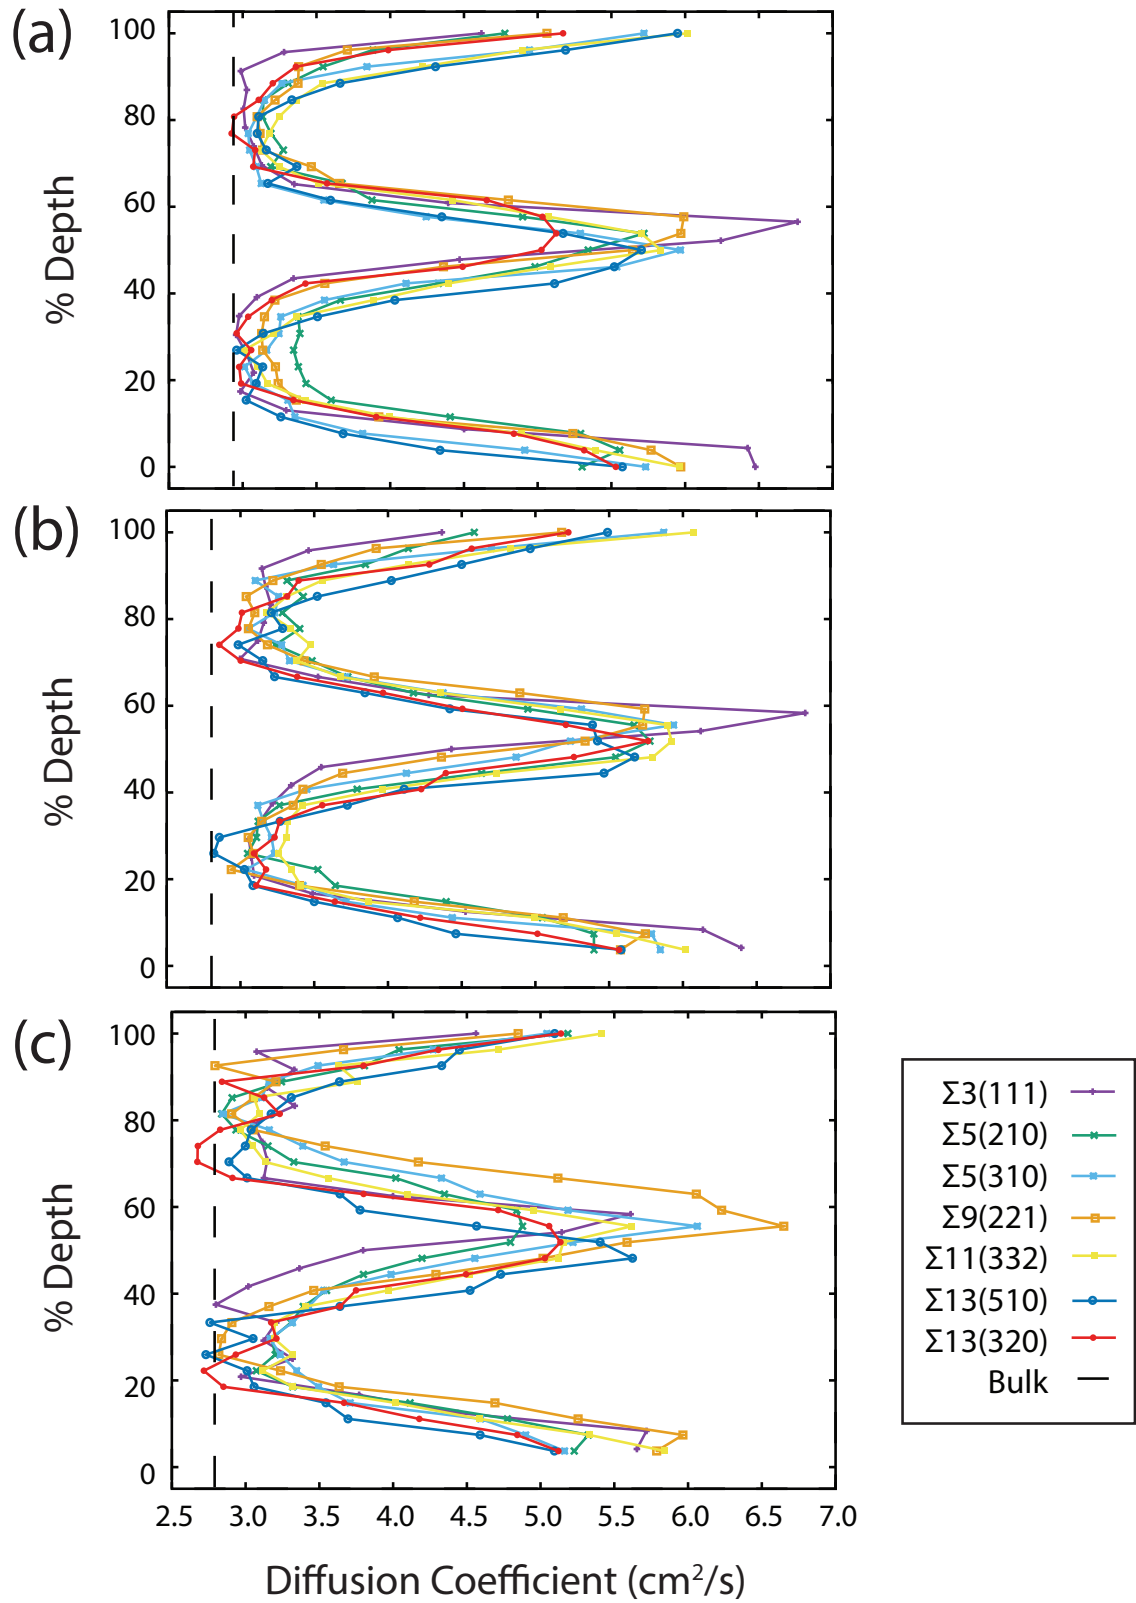 (a)
100
80
60
40
20
0
% Depth
(b)
100
80
60
40
20
0
% Depth
(c)
100
80
60
40
20
0
% Depth
2.5 3.0 3.5 4.0 4.5 5.0 5.5 6.0 6.5 7.0
Diffusion Coefficient (cm²/s)
Σ3(111)
Σ5(210)
Σ5(310)
Σ9(221)
Σ11(332)
Σ13(510)
Σ13(320)
Bulk